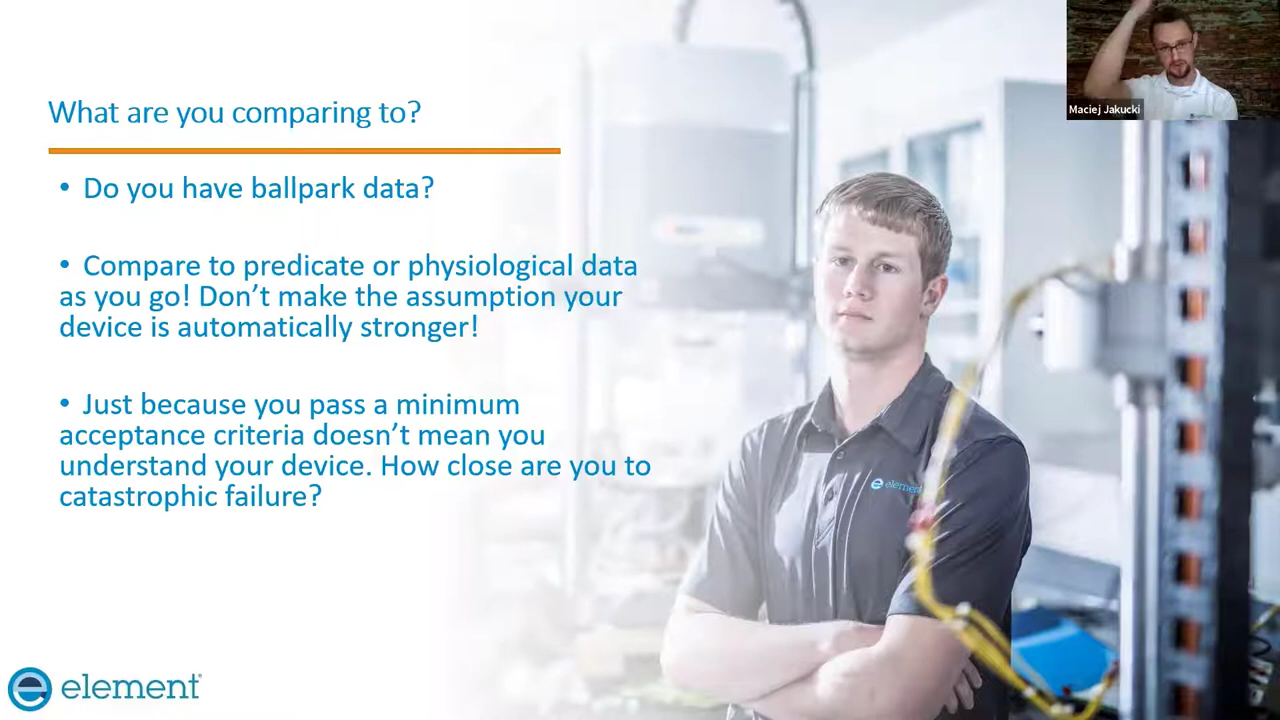 Maciej Jakucki
What are you comparing to?
• Do you have ballpark data?
• Compare to predicate or physiological data
as you go! Don’t make the assumption your
device is automatically stronger!
• Just because you pass a minimum
acceptance criteria doesn’t mean you
understand your device. How close are you to
catastrophic failure?
element
element®